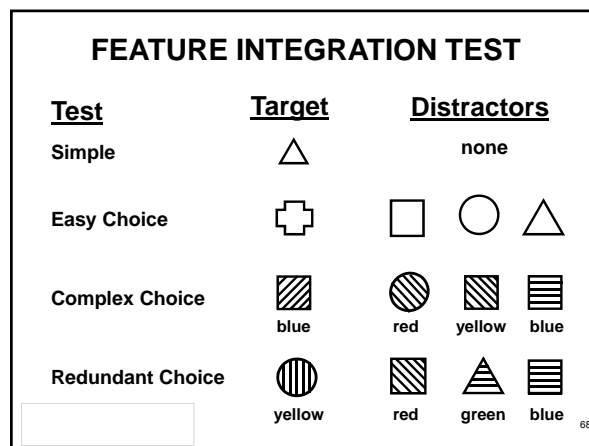 FEATURE INTEGRATION TEST
Test Target Distractors
Simple none
Easy Choice
Complex Choice
blue red yellow blue
Redundant Choice
yellow red green blue
68